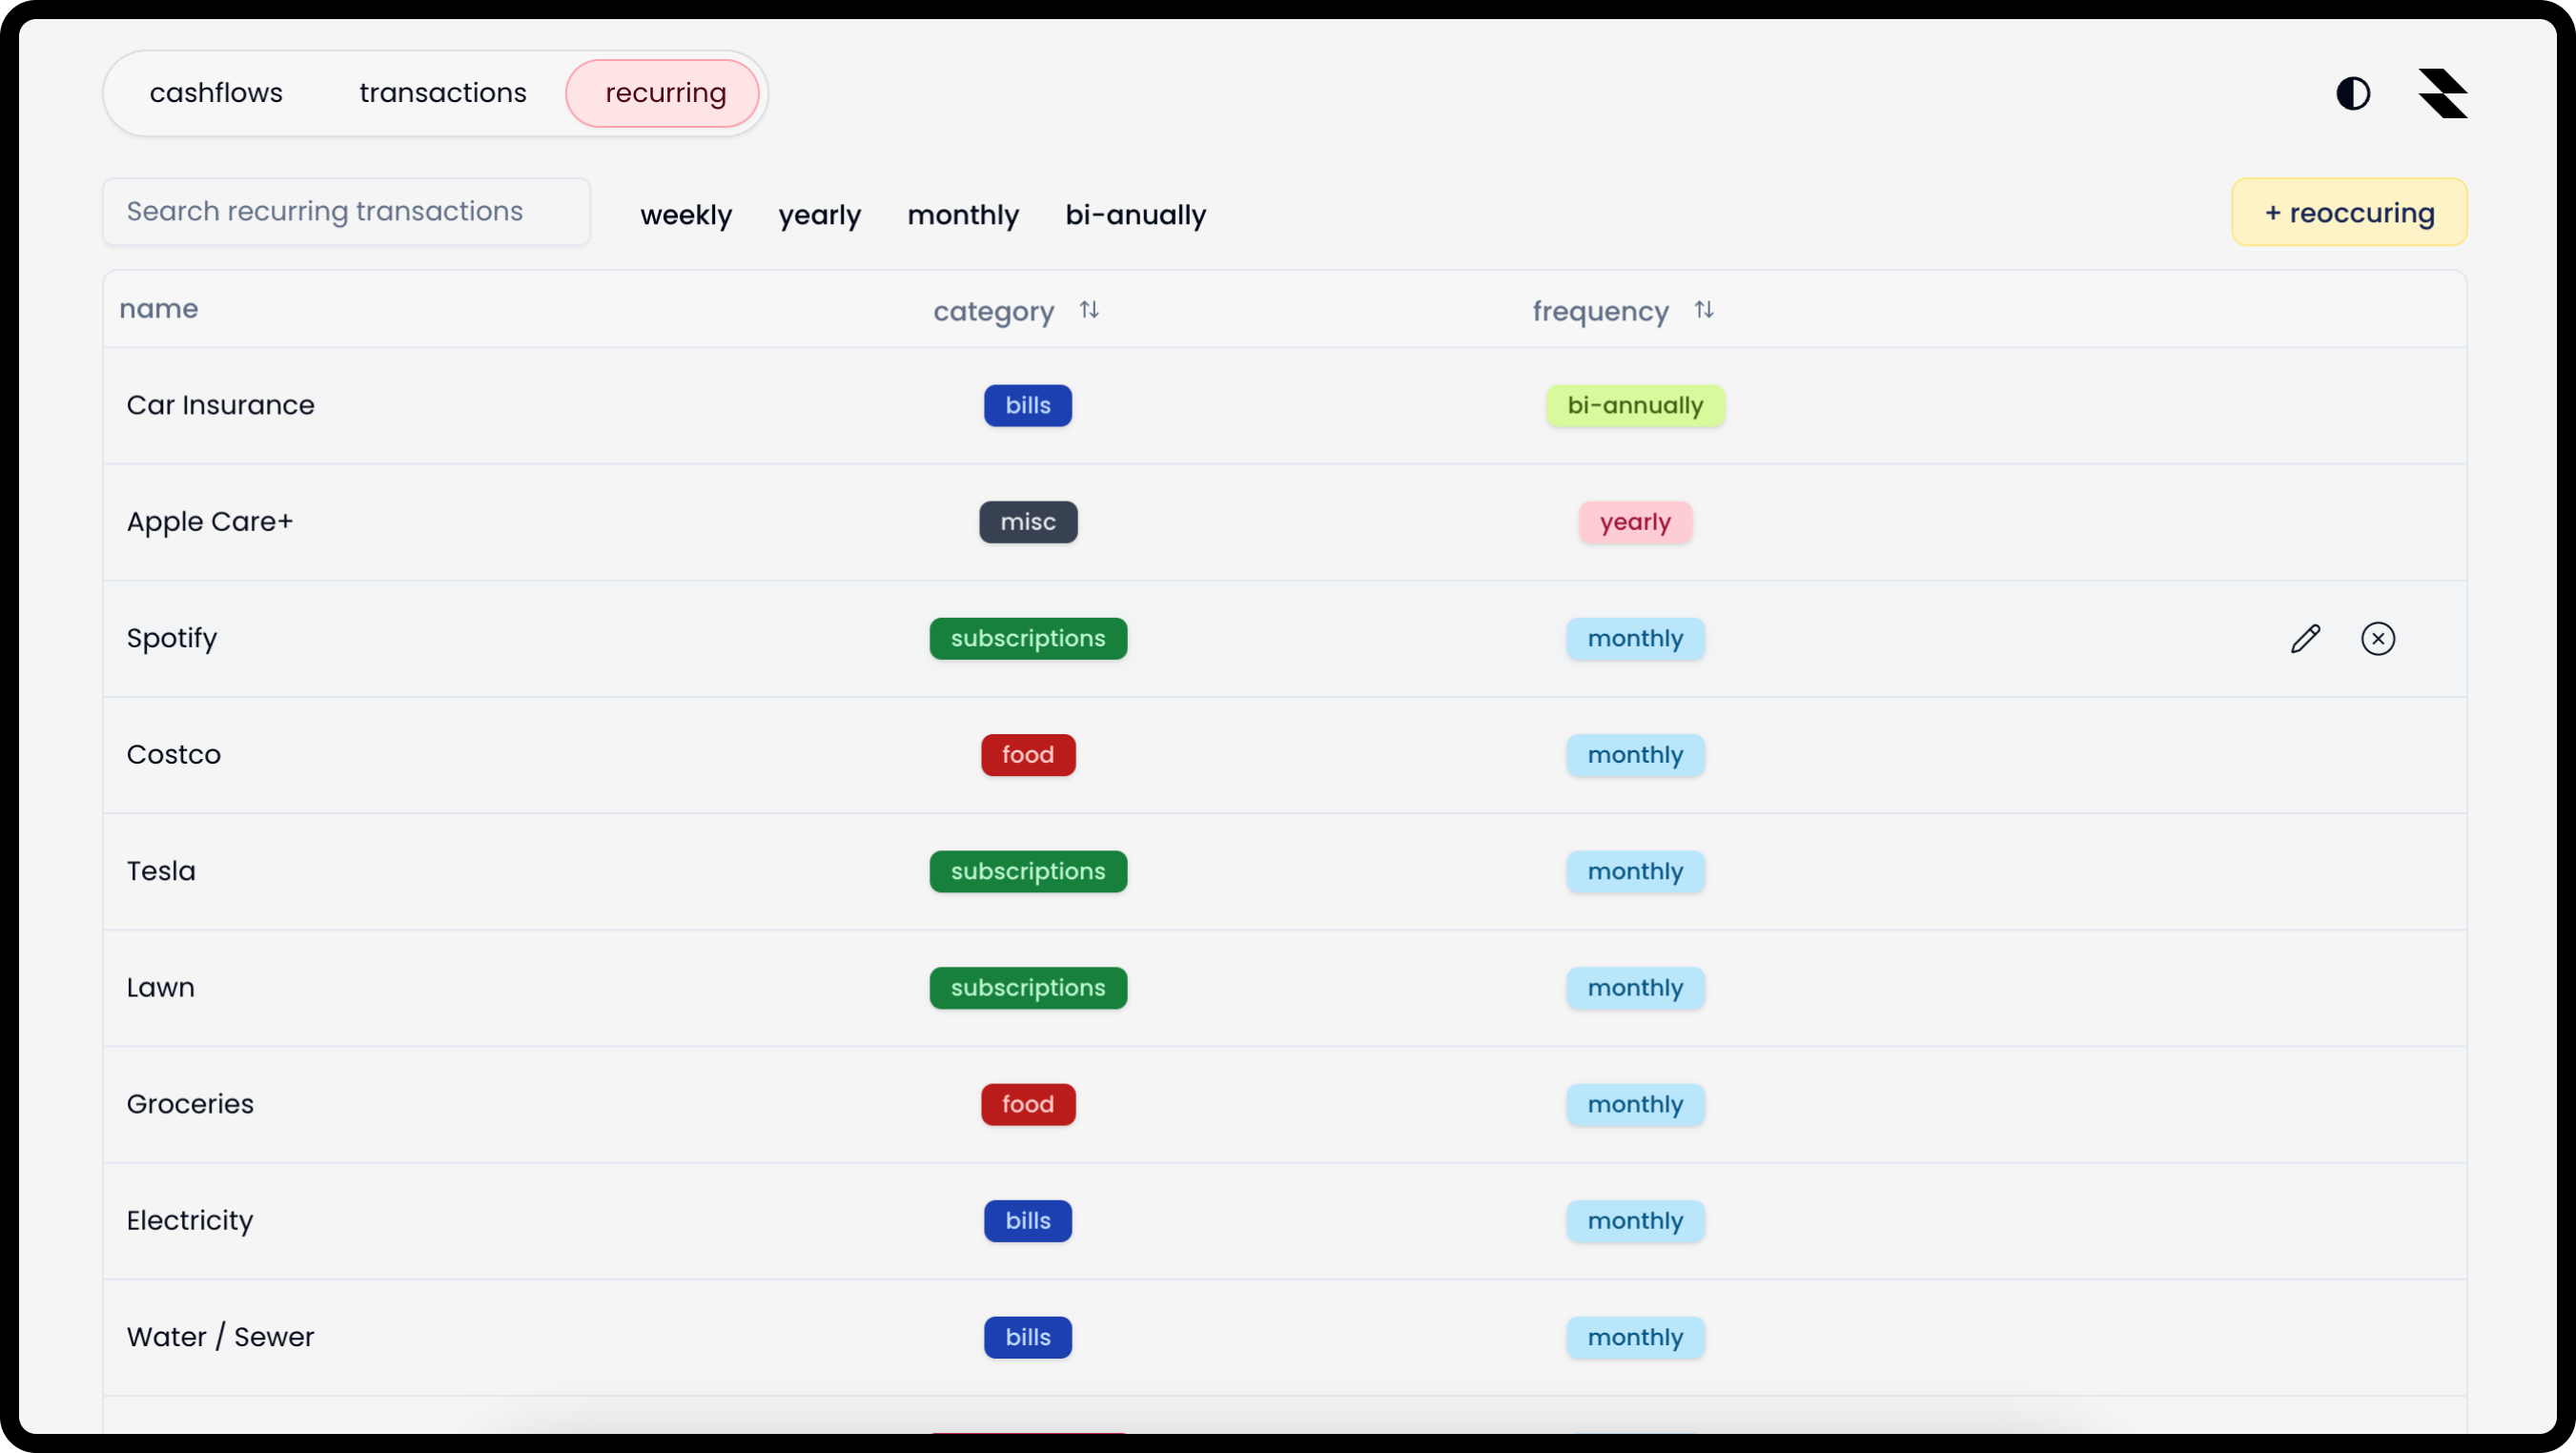 cashflows transactions recurring
Search recurring transactions weekly yearly monthly bi-anually + reoccuring
name category frequency
Car Insurance bills bi-annually
Apple Care+ misc yearly
Spotify subscriptions monthly
Costco food monthly
Tesla subscriptions monthly
Lawn subscriptions monthly
Groceries food monthly
Electricity bills monthly
Water / Sewer bills monthly